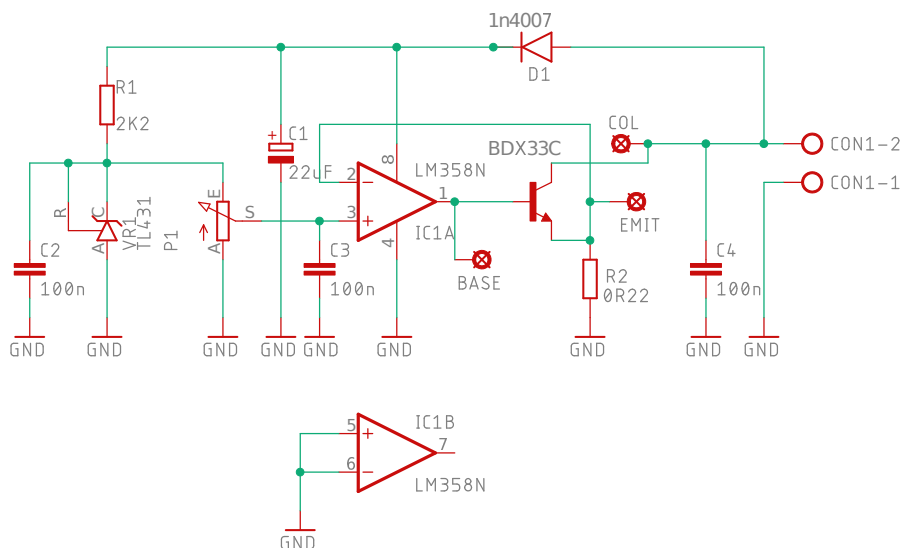 1n4007
D1
R1
2K2
C1
22uF
COL
BDX33C
CON1-2
CON1-1
8
LM358N
2
1
3
IC1A
4
EMIT
BASE
R
C
A
VR1
TL431
P1
E
S
A
C2
100n
C3
100n
R2
0R22
C4
100n
GND
GND
GND
GND
GND
GND
GND
GND
GND
IC1B
5
7
6
LM358N
GND